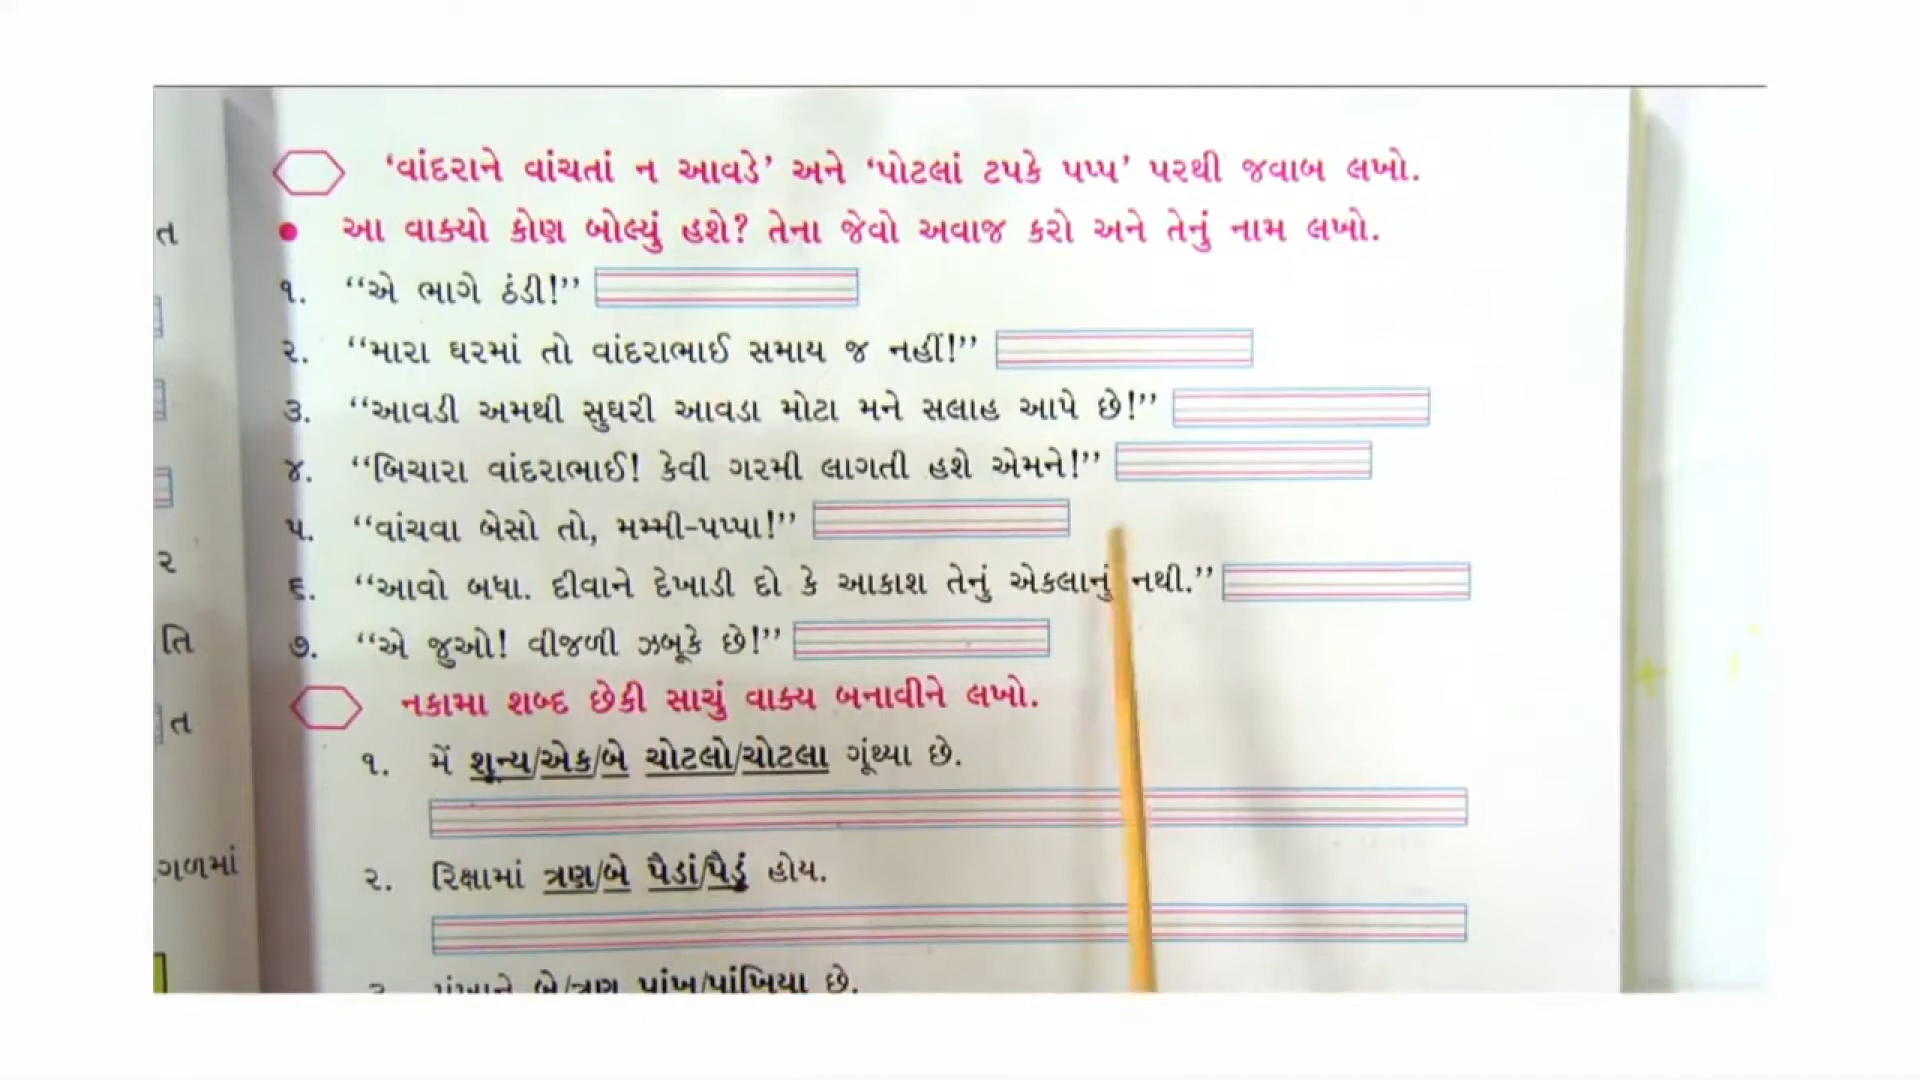 ‘વાંદરાને વાંચતાં ન આવડે’ અને ‘પોટલાં ટપકે પપ્પ’ પરથી જવાબ લખો.
• આ વાક્યો કોણ બોલ્યું હશે? તેના જેવો અવાજ કરો અને તેનું નામ લખો.
૧. “એ ભાગે ઠંડી!”
૨. “મારા ઘરમાં તો વાંદરાભાઈ સમાય જ નહીં!”
૩. “આવડી અમથી સુઘરી આવડા મોટા મને સલાહ આપે છે!”
૪. “બિચારા વાંદરાભાઈ! કેવી ગરમી લાગતી હશે એમને!”
૫. “વાંચવા બેસો તો, મમ્મી-પપ્પા!”
૬. “આવો બધા. દીવાને દેખાડી દો કે આકાશ તેનું એકલાનું નથી.”
૭. “એ જુઓ! વીજળી ઝબૂકે છે!”
નકામા શબ્દ છેકી સાચું વાક્ય બનાવીને લખો.
૧. મેં શૂન્ય/એક/બે ચોટલો/ચોટલા ગૂંથ્યા છે.
૨. રિક્ષામાં ત્રણ/બે પૈડાં/પૈડું હોય.
બે/ત્રણ પાંખ/પાંખિયા છે.
ત
ર
તિ
ત
ગળમાં